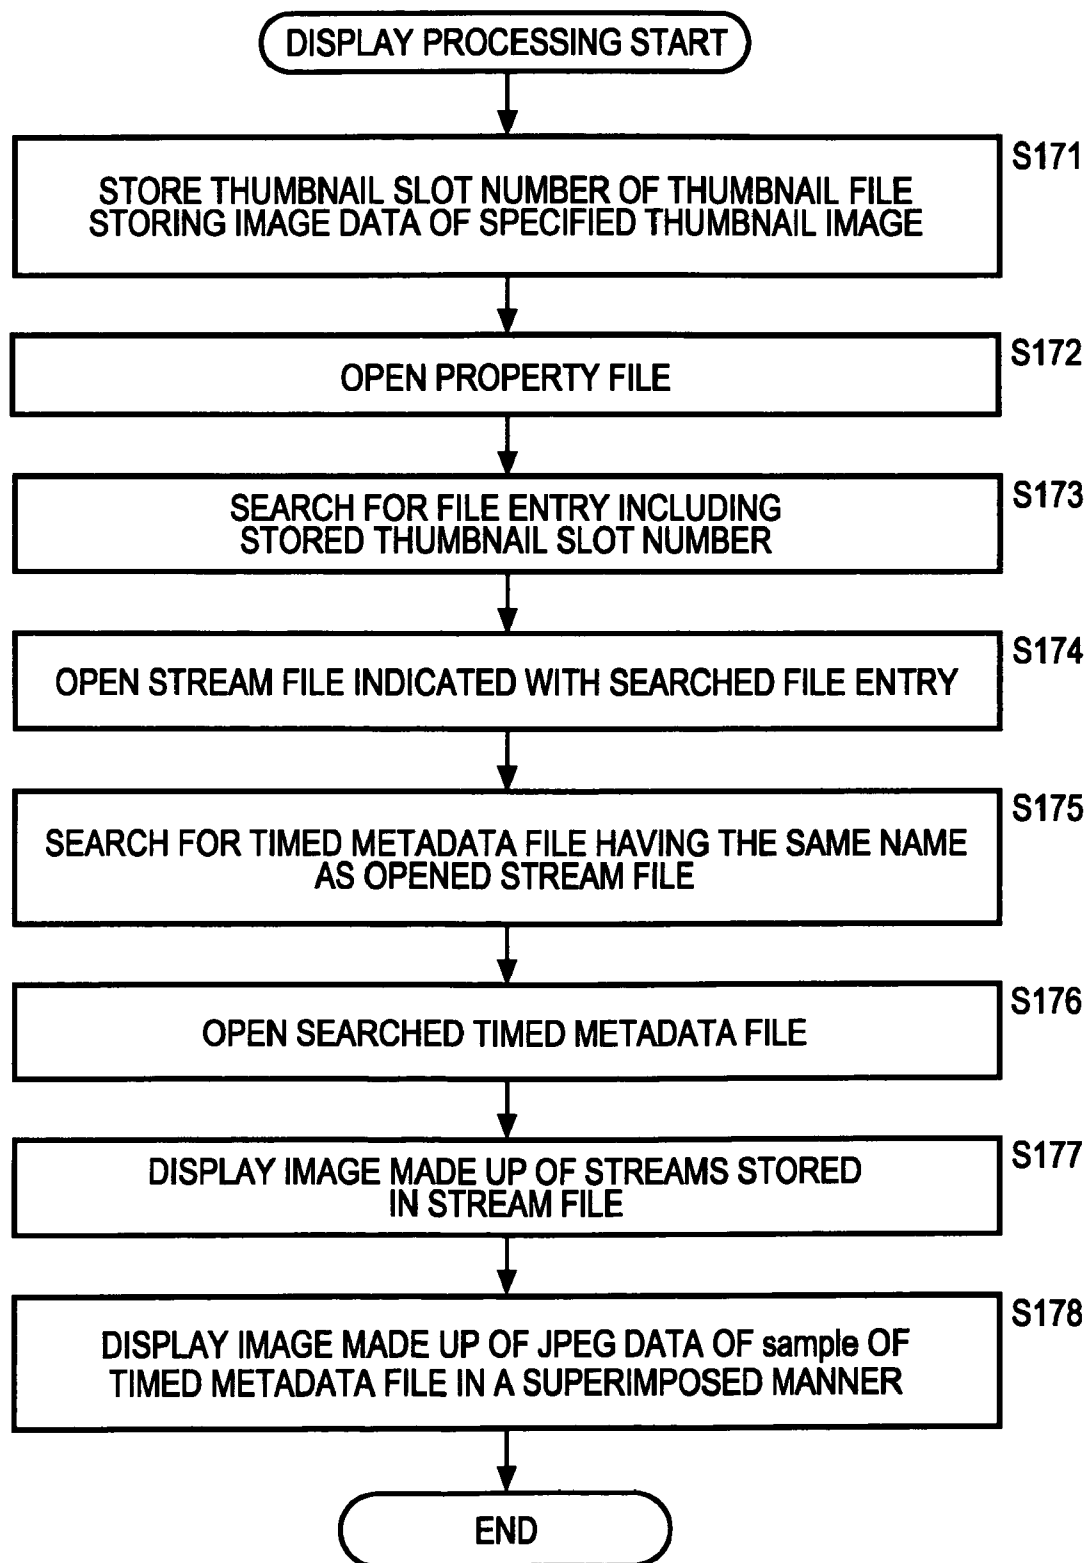 DISPLAY PROCESSING START
S171
STORE THUMBNAIL SLOT NUMBER OF THUMBNAIL FILE
STORING IMAGE DATA OF SPECIFIED THUMBNAIL IMAGE
S172
OPEN PROPERTY FILE
S173
SEARCH FOR FILE ENTRY INCLUDING
STORED THUMBNAIL SLOT NUMBER
S174
OPEN STREAM FILE INDICATED WITH SEARCHED FILE ENTRY
S175
SEARCH FOR TIMED METADATA FILE HAVING THE SAME NAME
AS OPENED STREAM FILE
S176
OPEN SEARCHED TIMED METADATA FILE
S177
DISPLAY IMAGE MADE UP OF STREAMS STORED
IN STREAM FILE
S178
DISPLAY IMAGE MADE UP OF JPEG DATA OF sample OF
TIMED METADATA FILE IN A SUPERIMPOSED MANNER
END